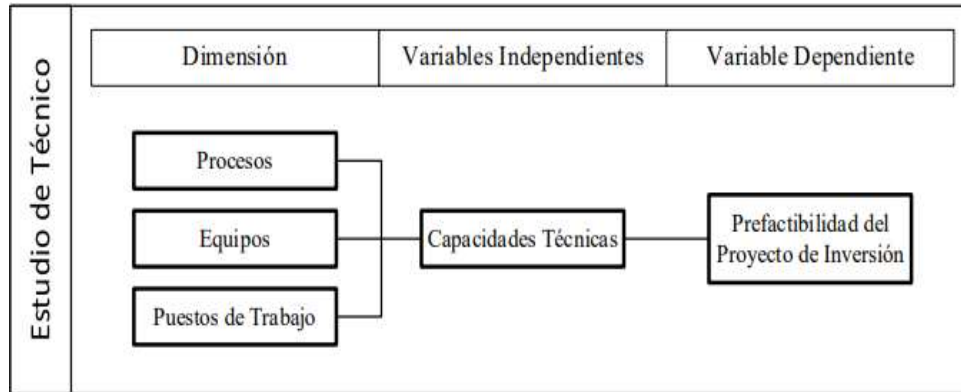 Estudio de Técnico
Dimensión
Variables Independientes
Variable Dependiente
Procesos
Equipos
Puestos de Trabajo
Capacidades Técnicas
Prefactibilidad del
Proyecto de Inversión